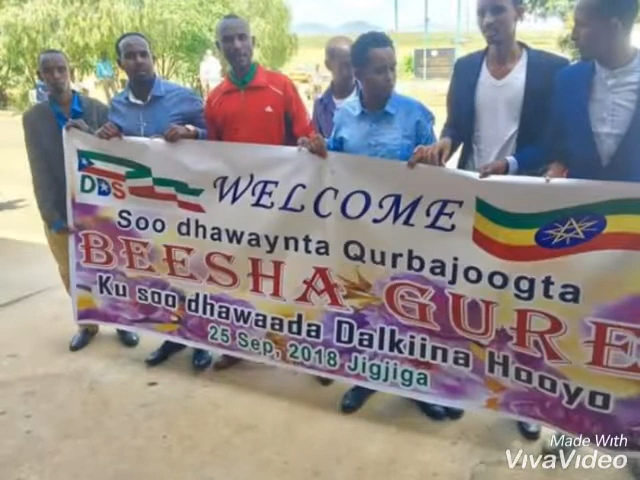 DDS
WELCOME
Soo dhawaynta Qurbajoogta
BEESHA GURE
Ku soo dhawaada Dalkiina Hooyo
25 Sep, 2018 Jigjiga
Made With
VivaVideo